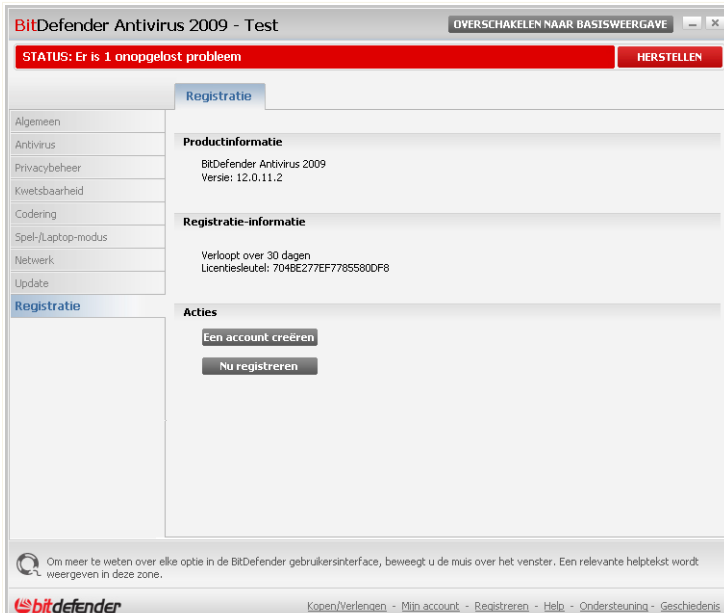 BitDefender Antivirus 2009 - Test
OVERSCHAKELEN NAAR BASISWEERGAVE
STATUS: Er is 1 onopgelost probleem
HERSTELLEN
Registratie
Algemeen
Antivirus
Privacybeheer
Kwetsbaarheid
Codering
Spel-/Laptop-modus
Netwerk
Update
Registratie
Productinformatie
BitDefender Antivirus 2009
Versie: 12.0.11.2
Registratie-informatie
Verloopt over 30 dagen
Licentiesleutel: 704BE277EF7785580DF8
Acties
Een account creëren
Nu registreren
Om meer te weten over elke optie in de BitDefender gebruikersinterface, beweegt u de muis over het venster. Een relevante helptekst wordt
weergeven in deze zone.
bitdefender
Kopen/Verlengen - Mijn account - Registreren - Help - Ondersteuning - Geschiedenis